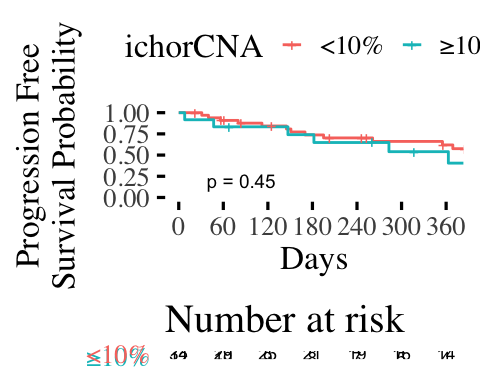 ichorCNA <10% ≥10
Progression Free
Survival Probability
1.00
0.75
0.50
0.25
0.00
p = 0.45
0 60 120 180 240 300 360
Days
Number at risk